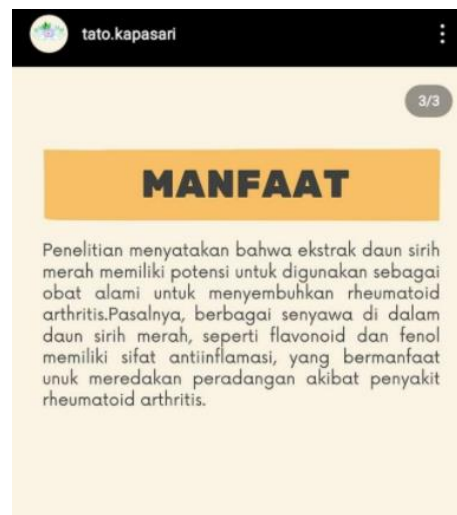 tato.kapasari
3/3
MANFAAT
Penelitian menyatakan bahwa ekstrak daun sirih
merah memiliki potensi untuk digunakan sebagai
obat alami untuk menyembuhkan rheumatoid
arthritis.Pasalnya, berbagai senyawa di dalam
daun sirih merah, seperti flavonoid dan fenol
memiliki sifat antiinflamasi, yang bermanfaat
unuk meredakan peradangan akibat penyakit
rheumatoid arthritis.